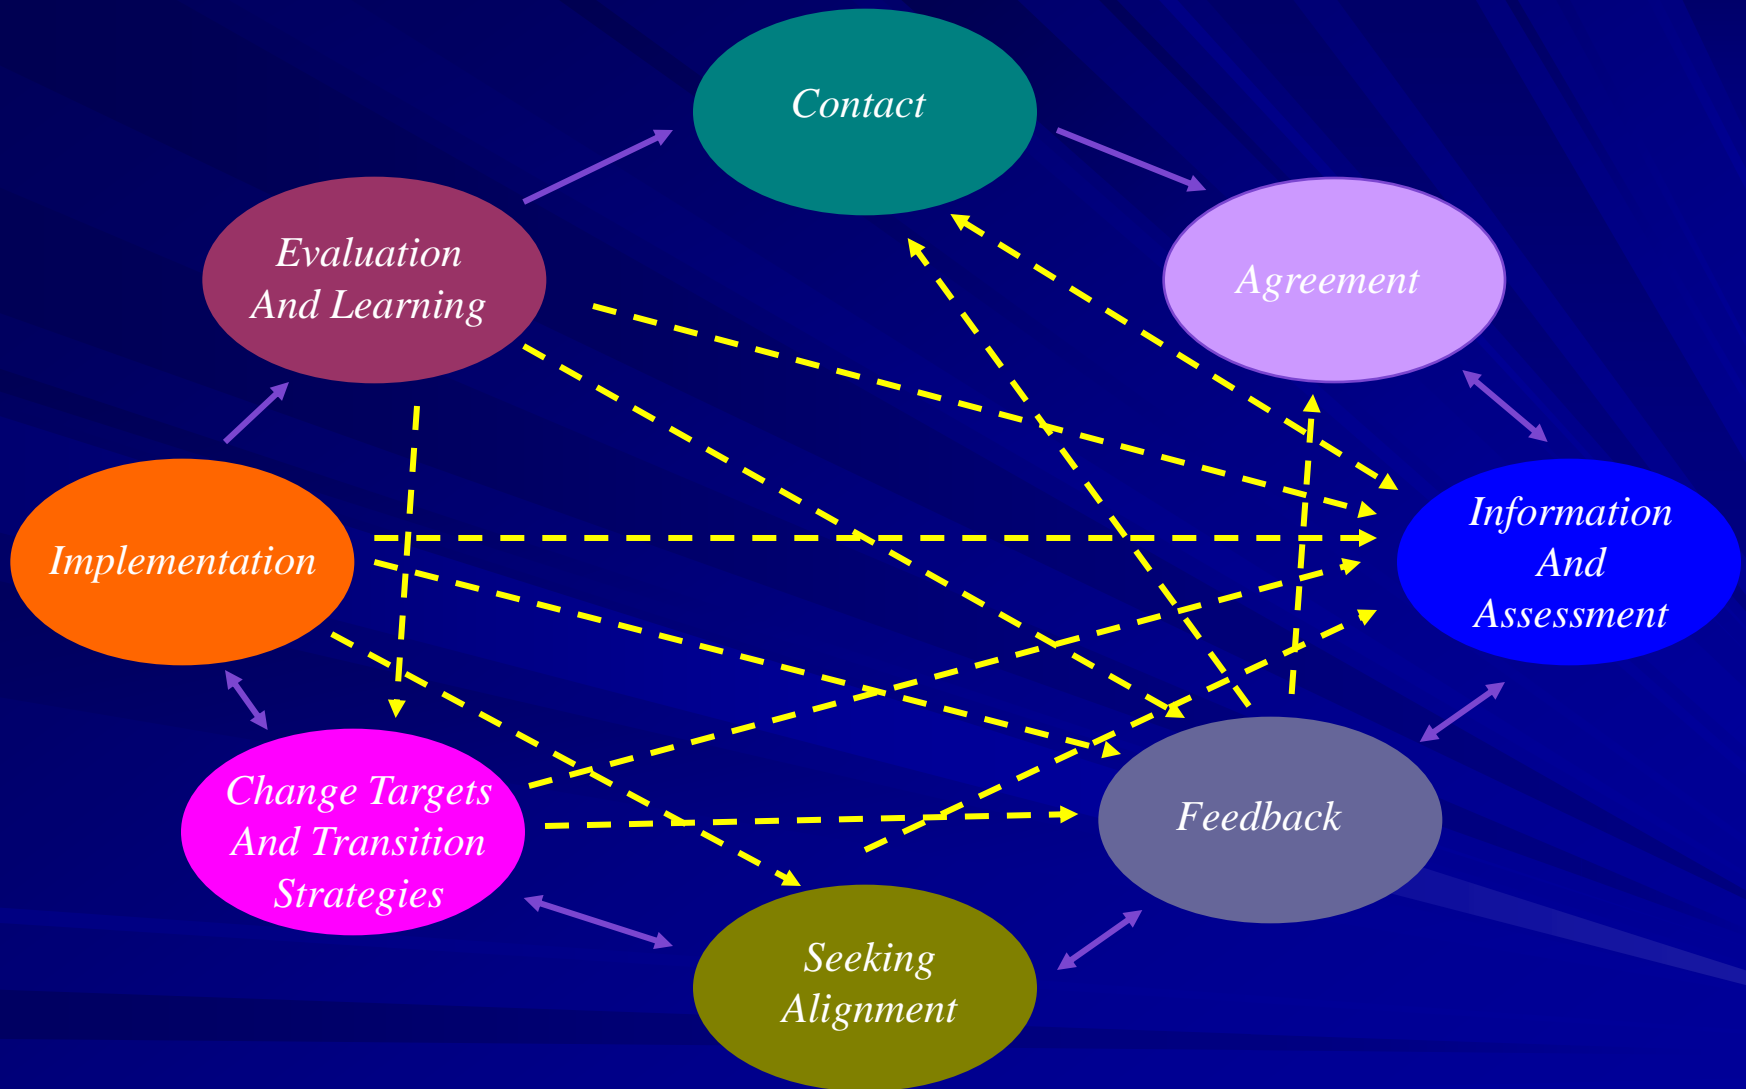 Contact
Evaluation
And Learning
Agreement
Information
And
Assessment
Implementation
Change Targets
And Transition
Strategies
Feedback
Seeking
Alignment